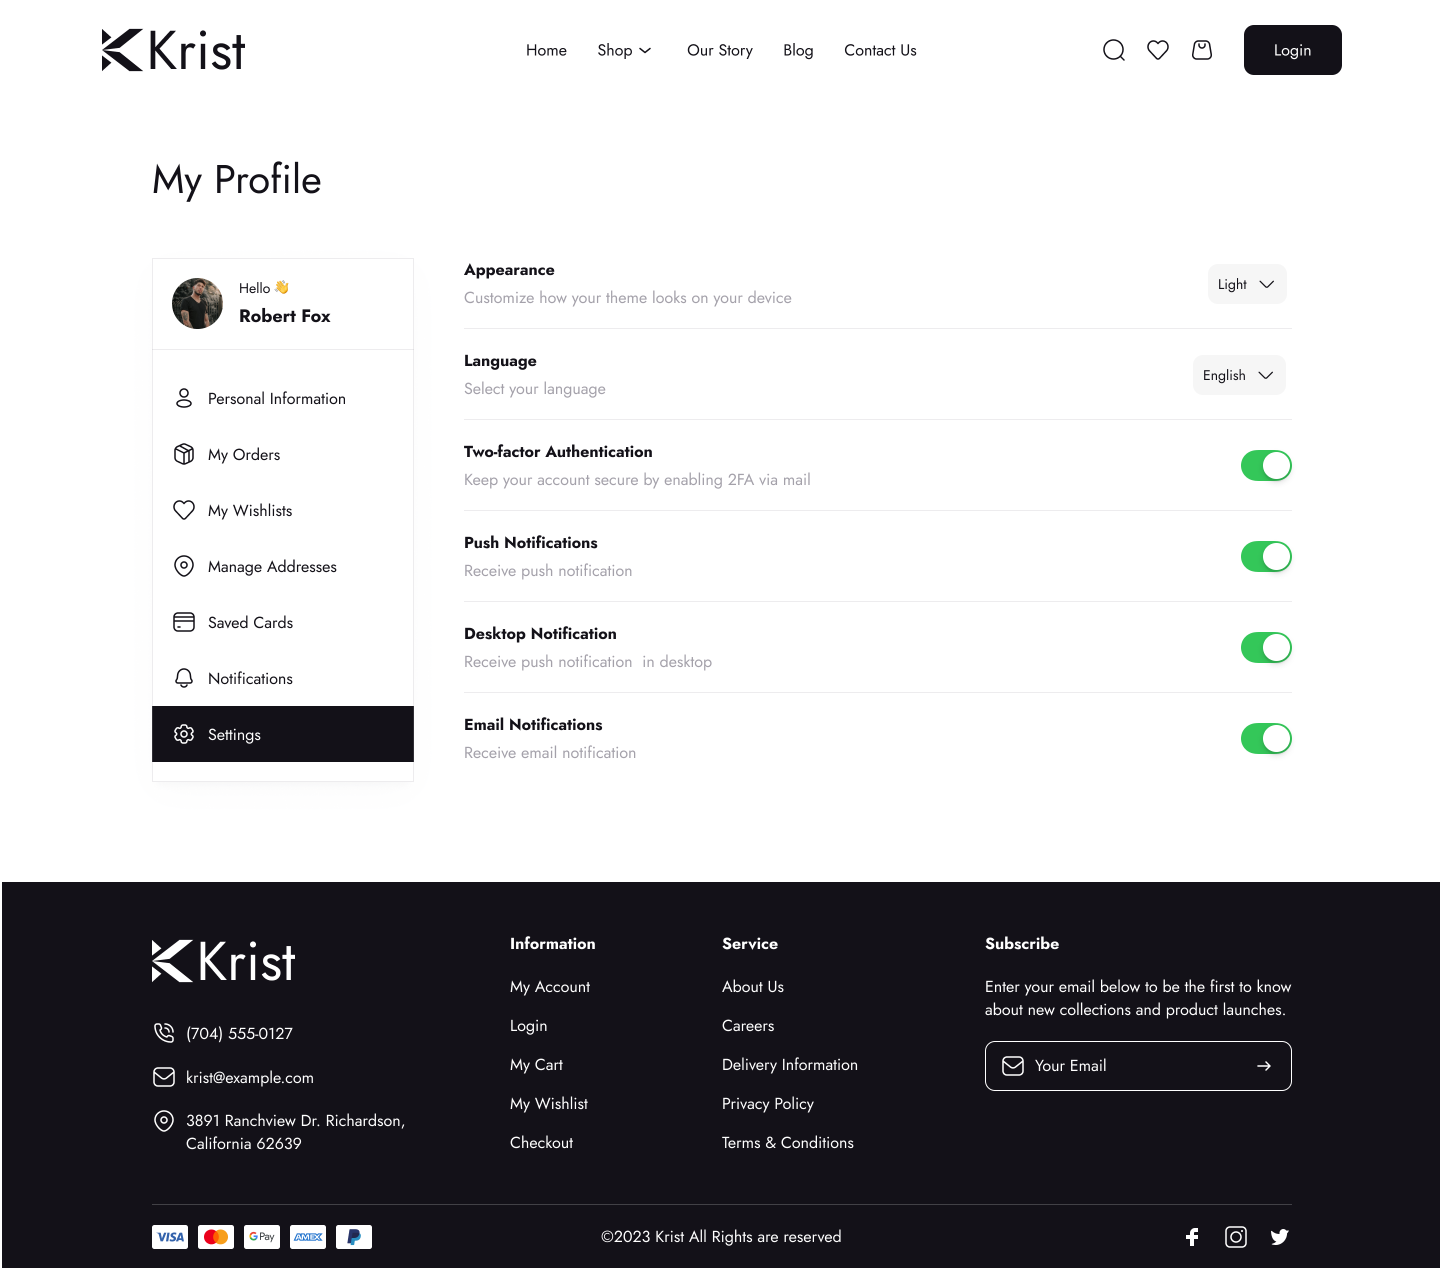 Krist
Home Shop Our Story Blog Contact Us
Login
My Profile
Hello 👋
Robert Fox
Personal Information
My Orders
My Wishlists
Manage Addresses
Saved Cards
Notifications
Settings
Appearance
Customize how your theme looks on your device
Light
Language
Select your language
English
Two-factor Authentication
Keep your account secure by enabling 2FA via mail
Push Notifications
Receive push notification
Desktop Notification
Receive push notification  in desktop
Email Notifications
Receive email notification
Krist
(704) 555-0127
krist@example.com
3891 Ranchview Dr. Richardson,
California 62639
Information
My Account
Login
My Cart
My Wishlist
Checkout
Service
About Us
Careers
Delivery Information
Privacy Policy
Terms & Conditions
Subscribe
Enter your email below to be the first to know
about new collections and product launches.
Your Email
VISA G Pay AMEX
©2023 Krist All Rights are reserved